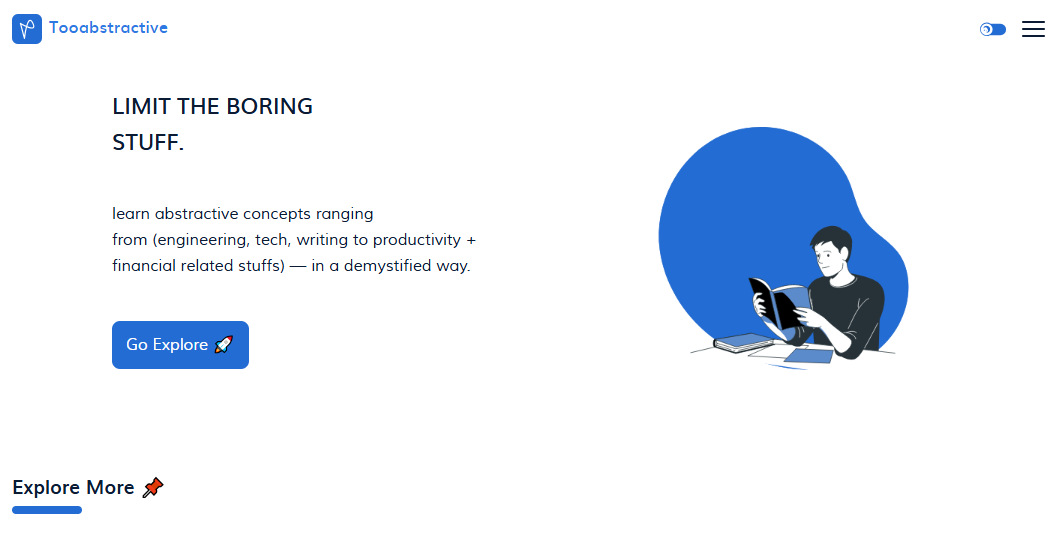 Tooabstractive
LIMIT THE BORING
STUFF.
learn abstractive concepts ranging
from (engineering, tech, writing to productivity +
financial related stuffs) — in a demystified way.
Go Explore 🚀
Explore More 📌